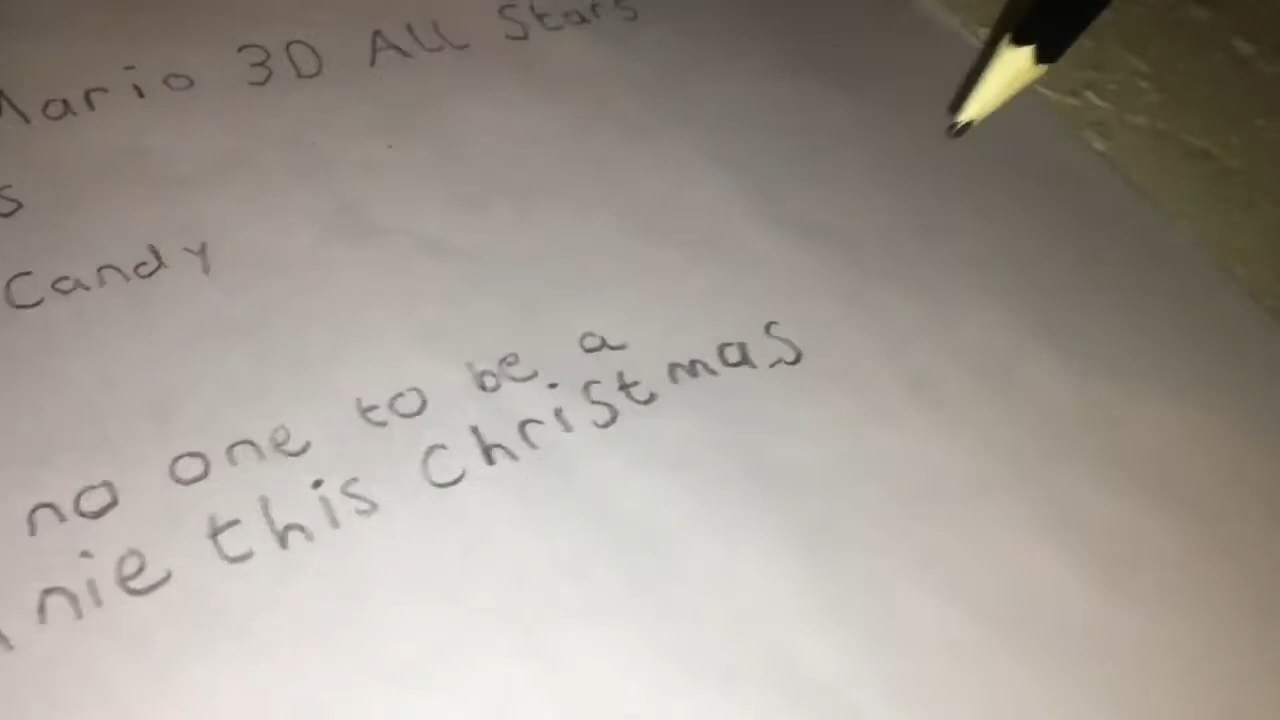 Mario 3D All Stars
s
Candy
no one to be a
nie this christmas